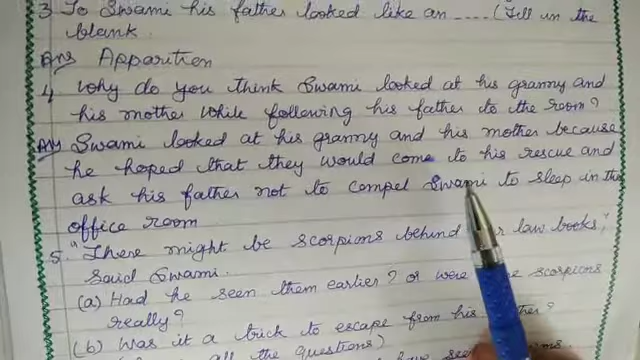 3. To Swami his father looked like an .... (Fill in the
blank.
Ans Apparition
4. Why do you think Swami looked at his granny and
his mother while following his father to the room?
Ans Swami looked at his granny and his mother because
he hoped that they would come to his rescue and
ask his father not to compel Swami to sleep in the
office room
5. "There might be scorpions behind law books,"
said Swami.
(a) Had he seen them earlier? or were scorpions
really?
(b) Was it a trick to escape from his
all the questions)